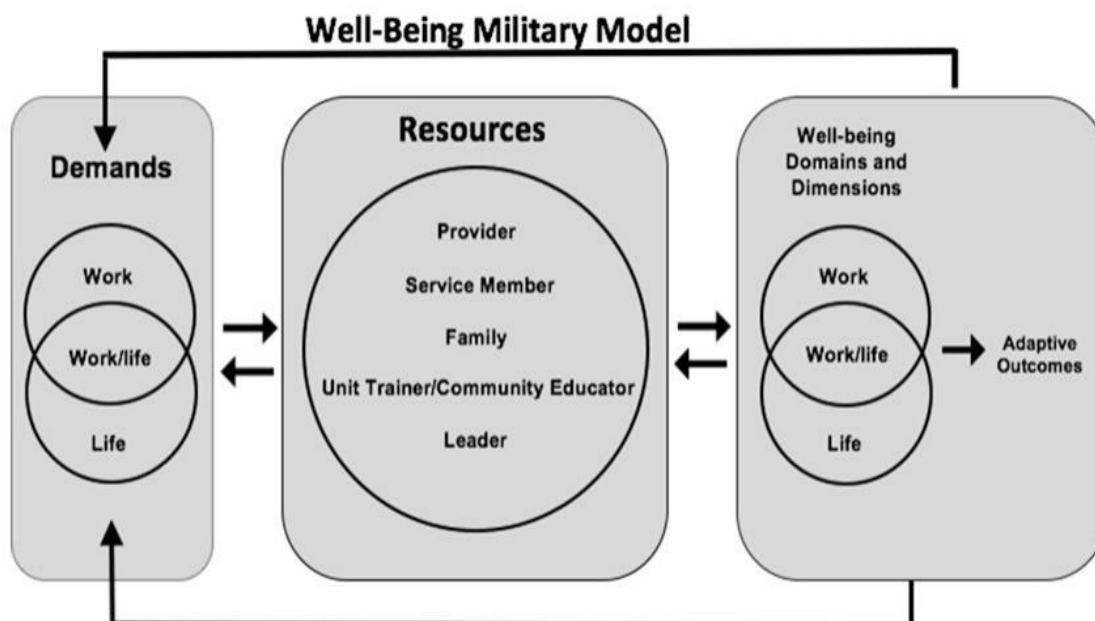 Well-Being Military Model
Demands
Work
Work/life
Life
Resources
Provider
Service Member
Family
Unit Trainer/Community Educator
Leader
Well-being
Domains and
Dimensions
Work
Work/life
Life
Adaptive
Outcomes